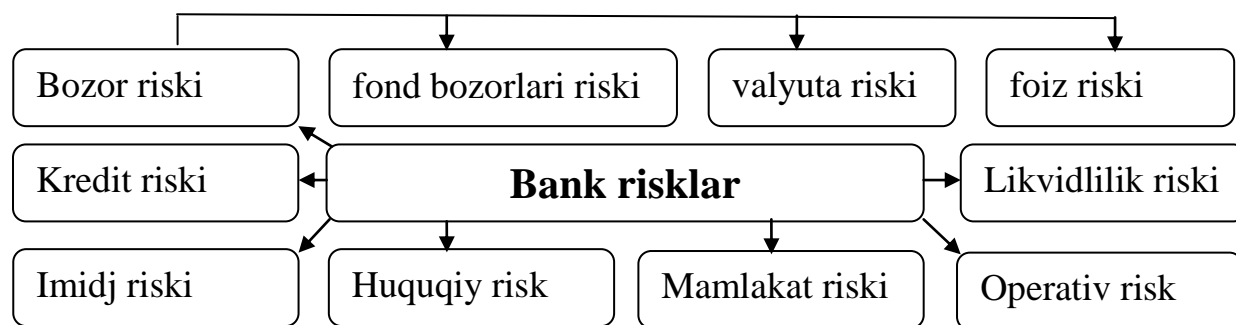 Bozor riski
fond bozorlari riski
valyuta riski
foiz riski
Kredit riski
Bank risklar
Likvidlilik riski
Imidj riski
Huquqiy risk
Mamlakat riski
Operativ risk